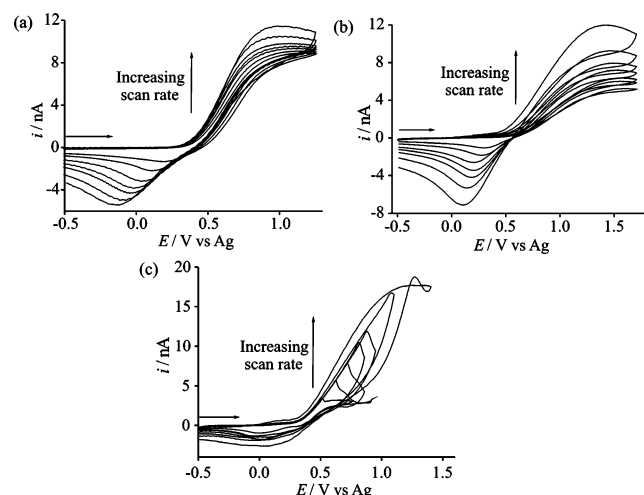 (a)
12
8
4
0
-4
i / nA
Increasing
scan rate
-0.5
0.0
0.5
1.0
E / V vs Ag
(b)
12
8
4
0
-4
-8
i / nA
Increasing
scan rate
-0.5
0.0
0.5
1.0
1.5
E / V vs Ag
(c)
20
15
10
5
0
i / nA
Increasing
scan rate
-0.5
0.0
0.5
1.0
1.5
E / V vs Ag